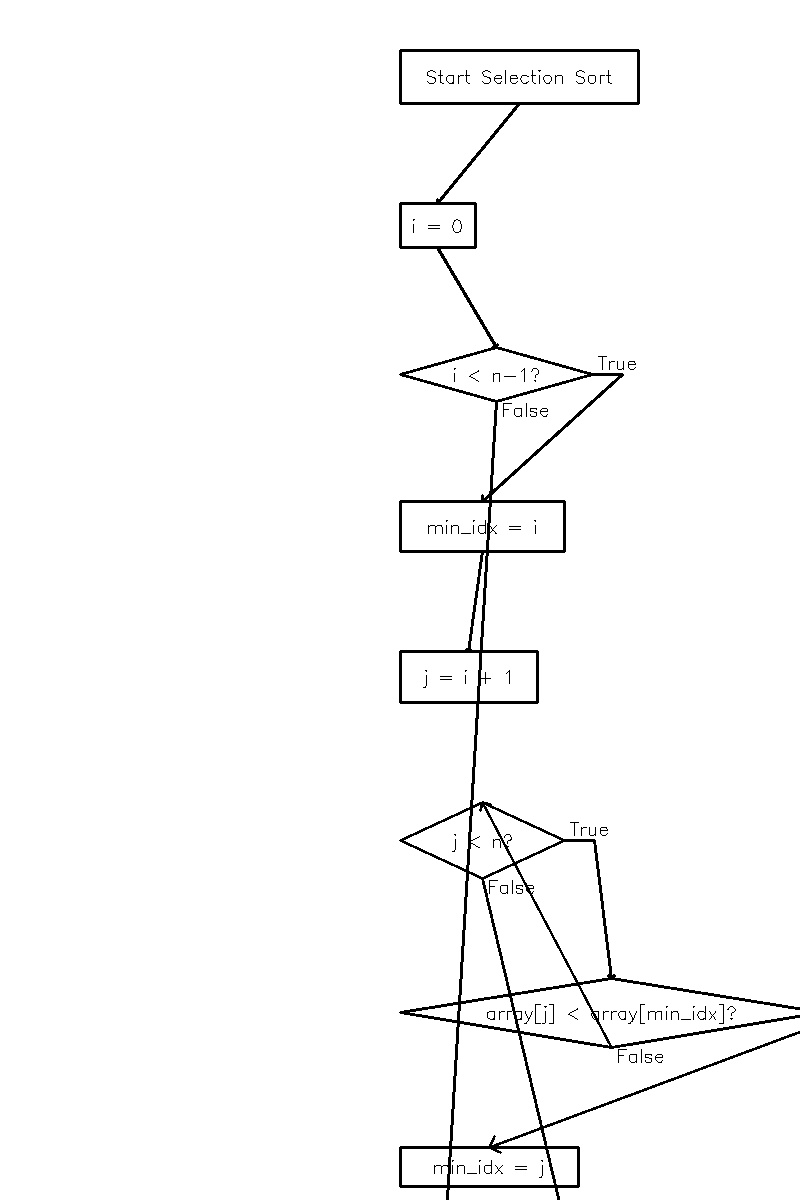 Start Selection Sort
i = 0
True
i < n-1?
False
min_idx = i
j = i + 1
True
j < n?
False
array[j] < array[min_idx]?
False
min_idx = j